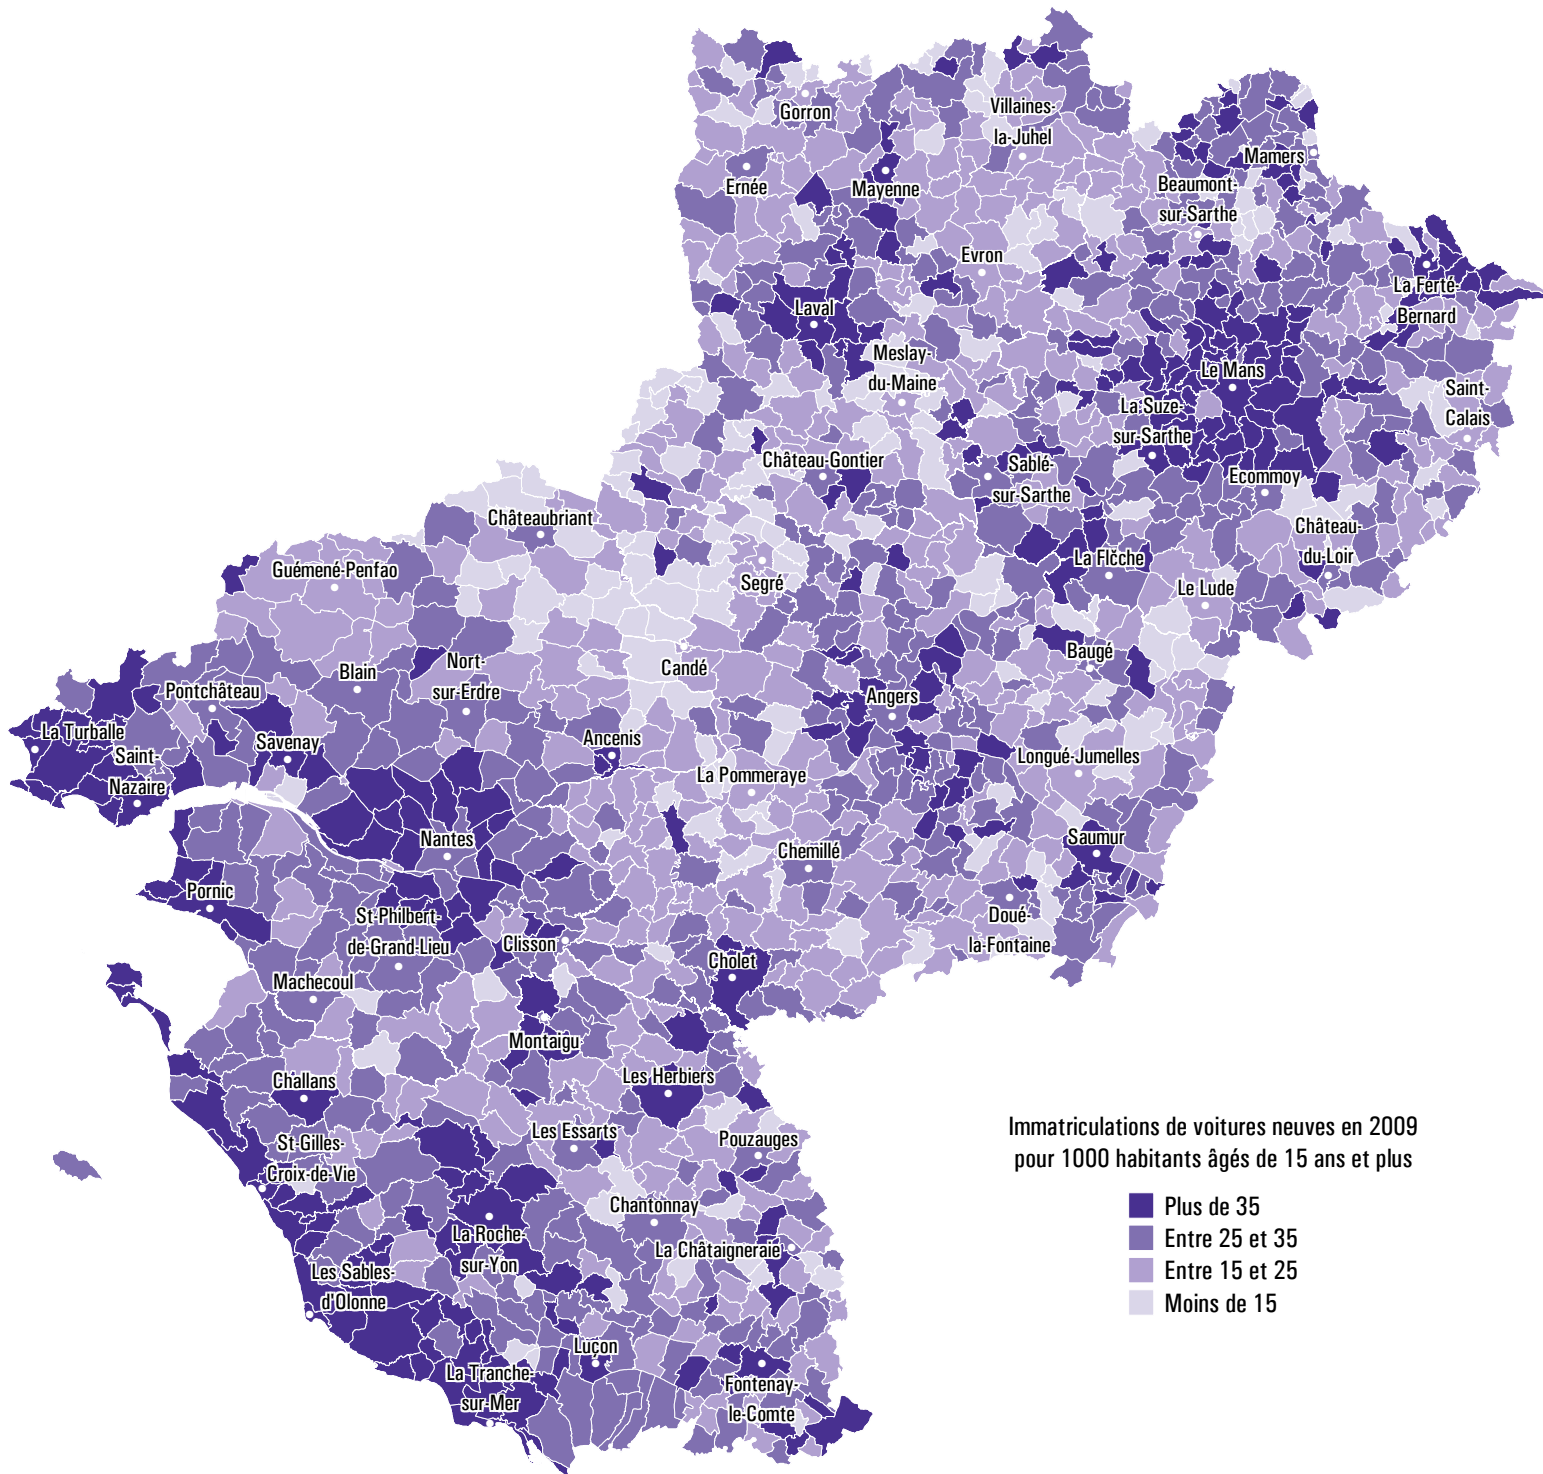 Gorron
Villaines-
la-Juhel
Mamers
Ernée
Mayenne
Beaumont-
sur-Sarthe
Evron
La Ferté-
Bernard
Laval
Meslay-
du-Maine
Le Mans
Saint-
Calais
La Suze-
sur-Sarthe
Château-Gontier
Sablé-
sur-Sarthe
Ecommoy
Châteaubriant
Château-
du-Loir
La Flčche
Guémené-Penfao
Segré
Le Lude
Baugé
Nort-
sur-Erdre
Candé
Blain
Pontchâteau
Angers
La Turballe
Savenay
Ancenis
Saint-
Nazaire
Longué-Jumelles
La Pommeraye
Nantes
Saumur
Chemillé
Pornic
St-Philbert-
de-Grand-Lieu
Clisson
Doué-
la-Fontaine
Cholet
Machecoul
Montaigu
Challans
Les Herbiers
Les Essarts
Pouzauges
St-Gilles-
Croix-de-Vie
Chantonnay
La Roche-
sur-Yon
La Châtaigneraie
Les Sables-
d'Olonne
Luçon
La Tranche-
sur-Mer
Fontenay-
le-Comte
Immatriculations de voitures neuves en 2009
pour 1000 habitants âgés de 15 ans et plus
Plus de 35
Entre 25 et 35
Entre 15 et 25
Moins de 15